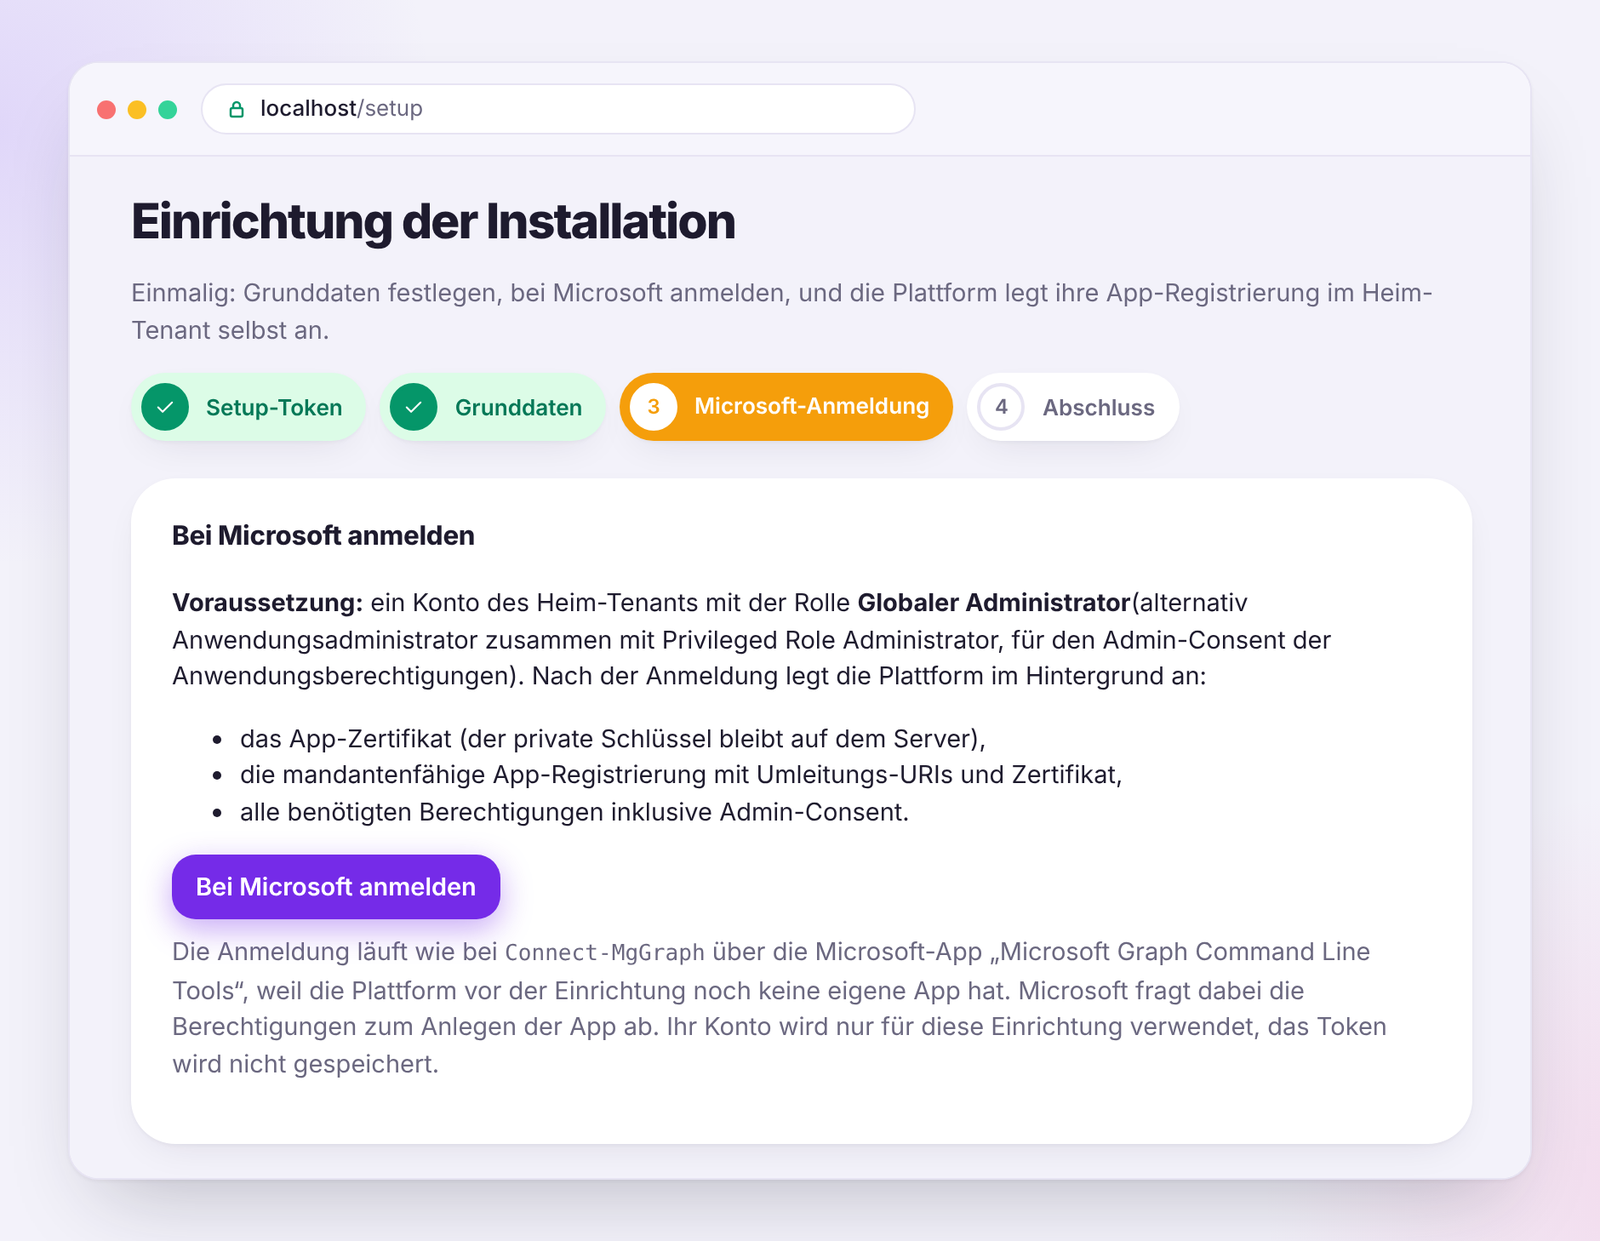 localhost/setup
Einrichtung der Installation
Einmalig: Grunddaten festlegen, bei Microsoft anmelden, und die Plattform legt ihre App-Registrierung im Heim-
Tenant selbst an.
Setup-Token
Grunddaten
3 Microsoft-Anmeldung
4 Abschluss
Bei Microsoft anmelden
Voraussetzung: ein Konto des Heim-Tenants mit der Rolle Globaler Administrator(alternativ
Anwendungsadministrator zusammen mit Privileged Role Administrator, für den Admin-Consent der
Anwendungsberechtigungen). Nach der Anmeldung legt die Plattform im Hintergrund an:
• das App-Zertifikat (der private Schlüssel bleibt auf dem Server),
• die mandantenfähige App-Registrierung mit Umleitungs-URIs und Zertifikat,
• alle benötigten Berechtigungen inklusive Admin-Consent.
Bei Microsoft anmelden
Die Anmeldung läuft wie bei Connect-MgGraph über die Microsoft-App „Microsoft Graph Command Line
Tools“, weil die Plattform vor der Einrichtung noch keine eigene App hat. Microsoft fragt dabei die
Berechtigungen zum Anlegen der App ab. Ihr Konto wird nur für diese Einrichtung verwendet, das Token
wird nicht gespeichert.